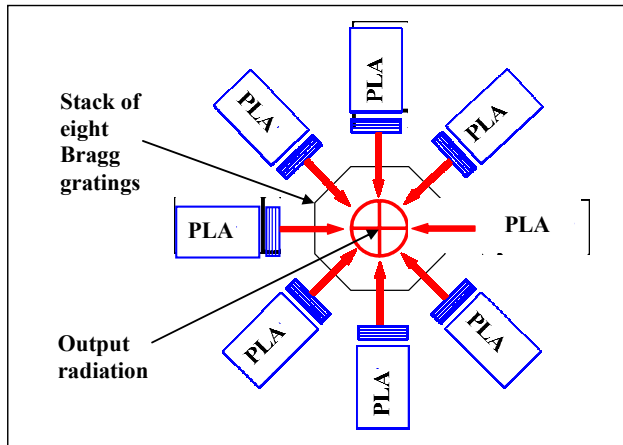 PLA
PLA
PLA
Stack of
eight
Bragg
gratings
PLA
PLA
PLA
PLA
PLA
Output
radiation